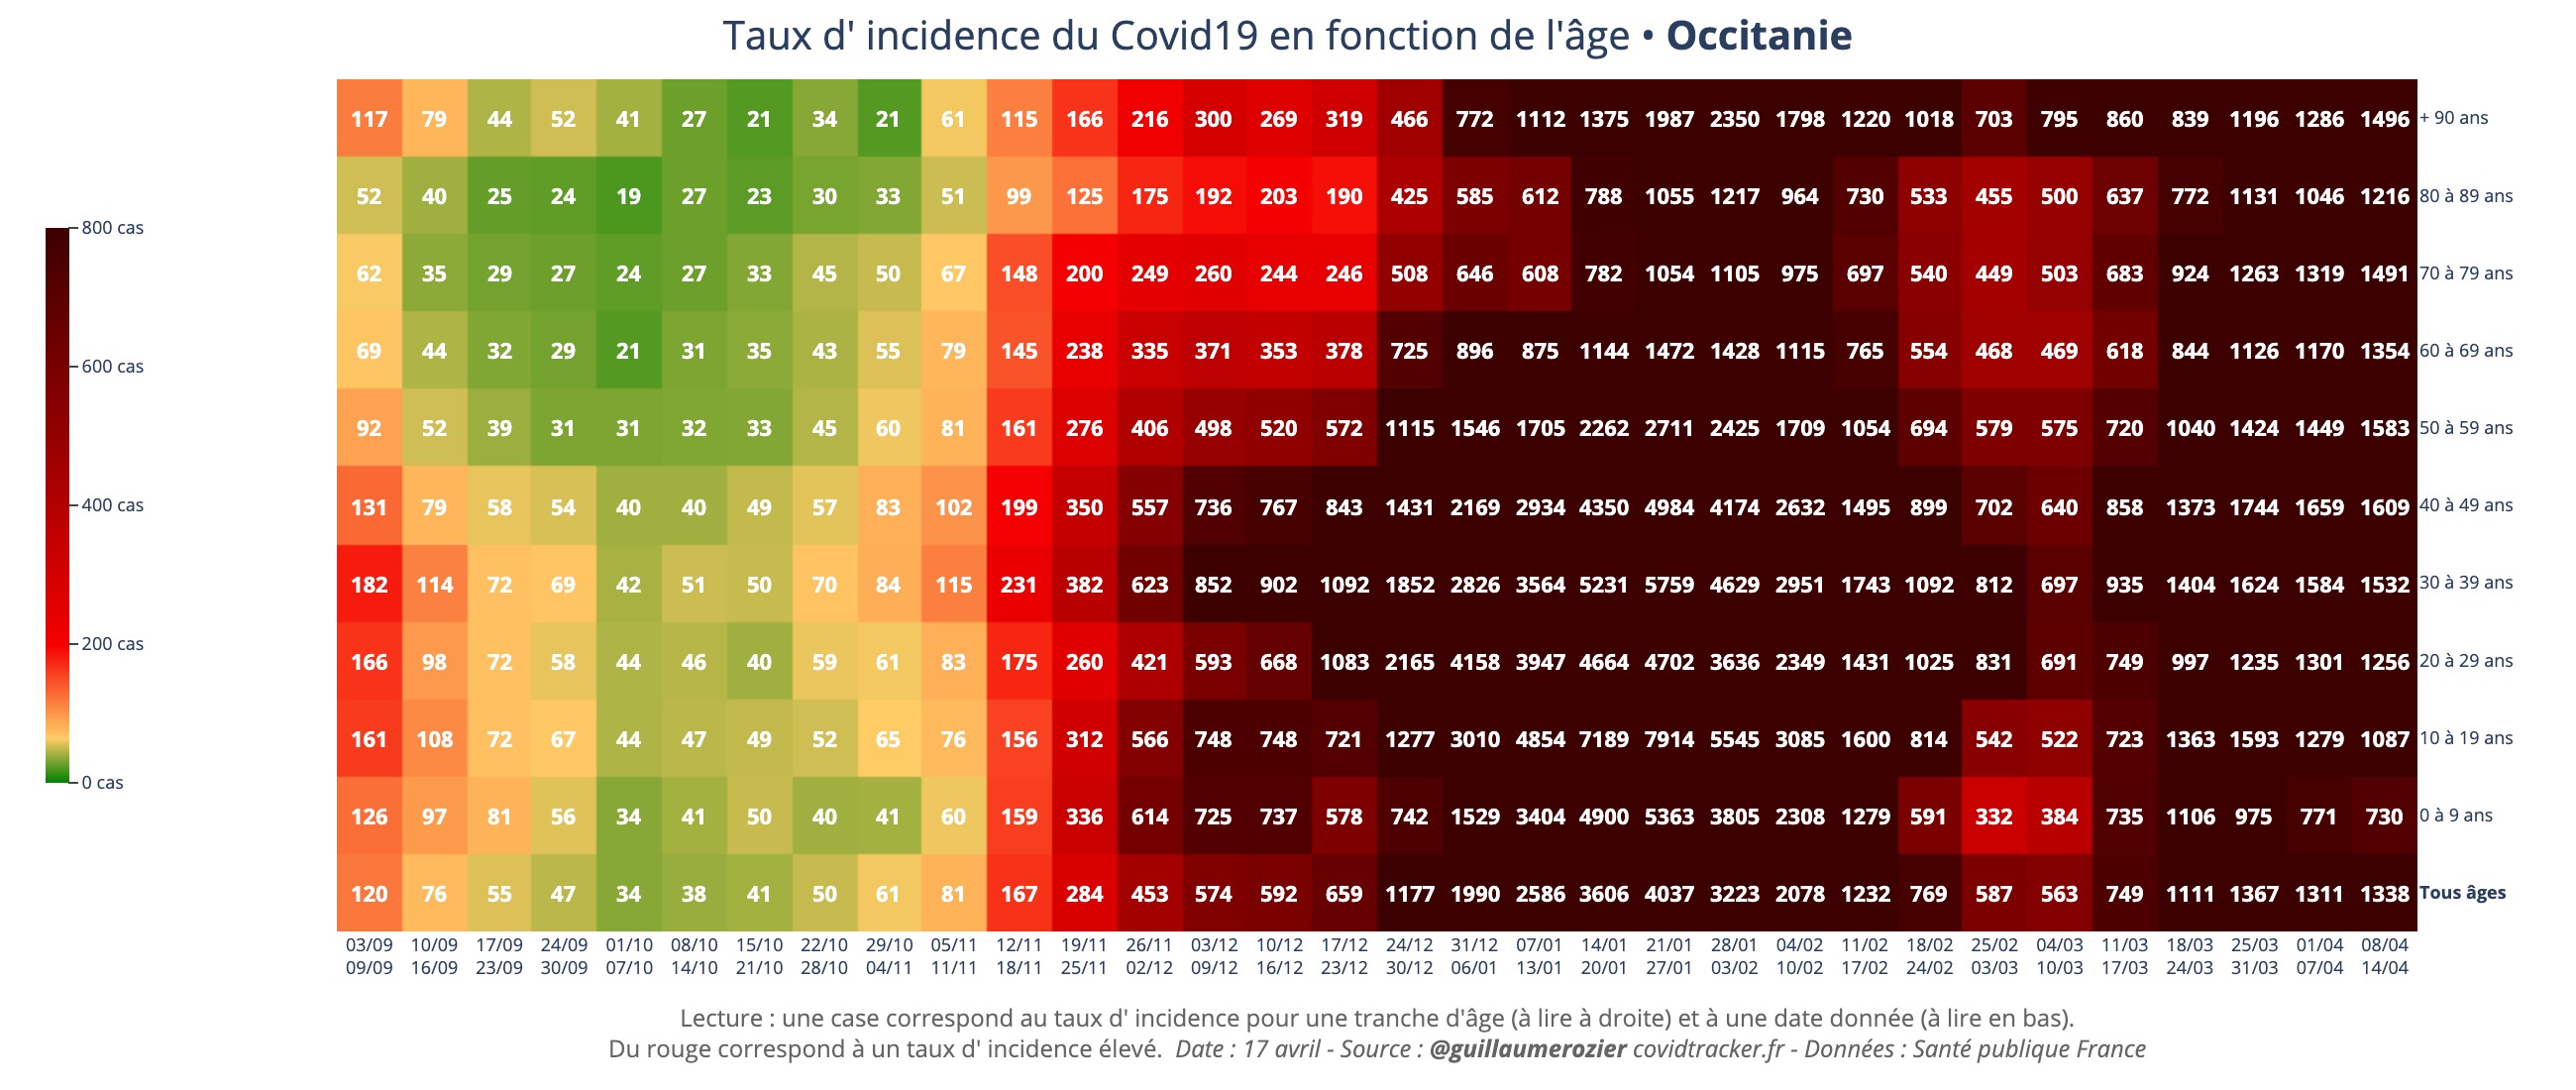 Taux d' incidence du Covid19 en fonction de l'âge • Occitanie
117 79 44 52 41 27 21 34 21 61 115 166 216 300 269 319 466 772 1112 1375 1987 2350 1798 1220 1018 703 795 860 839 1196 1286 1496 + 90 ans
52 40 25 24 19 27 23 30 33 51 99 125 175 192 203 190 425 585 612 788 1055 1217 964 730 533 455 500 637 772 1131 1046 1216 80 à 89 ans
800 cas
62 35 29 27 24 27 33 45 50 67 148 200 249 260 244 246 508 646 608 782 1054 1105 975 697 540 449 503 683 924 1263 1319 1491 70 à 79 ans
69 44 32 29 21 31 35 43 55 79 145 238 335 371 353 378 725 896 875 1144 1472 1428 1115 765 554 468 469 618 844 1126 1170 1354 60 à 69 ans
600 cas
92 52 39 31 31 32 33 45 60 81 161 276 406 498 520 572 1115 1546 1705 2262 2711 2425 1709 1054 694 579 575 720 1040 1424 1449 1583 50 à 59 ans
400 cas
131 79 58 54 40 40 49 57 83 102 199 350 557 736 767 843 1431 2169 2934 4350 4984 4174 2632 1495 899 702 640 858 1373 1744 1659 1609 40 à 49 ans
182 114 72 69 42 51 50 70 84 115 231 382 623 852 902 1092 1852 2826 3564 5231 5759 4629 2951 1743 1092 812 697 935 1404 1624 1584 1532 30 à 39 ans
200 cas
166 98 72 58 44 46 40 59 61 83 175 260 421 593 668 1083 2165 4158 3947 4664 4702 3636 2349 1431 1025 831 691 749 997 1235 1301 1256 20 à 29 ans
161 108 72 67 44 47 49 52 65 76 156 312 566 748 748 721 1277 3010 4854 7189 7914 5545 3085 1600 814 542 522 723 1363 1593 1279 1087 10 à 19 ans
0 cas
126 97 81 56 34 41 50 40 41 60 159 336 614 725 737 578 742 1529 3404 4900 5363 3805 2308 1279 591 332 384 735 1106 975 771 730 0 à 9 ans
120 76 55 47 34 38 41 50 61 81 167 284 453 574 592 659 1177 1990 2586 3606 4037 3223 2078 1232 769 587 563 749 1111 1367 1311 1338 Tous âges
03/09 10/09 17/09 24/09 01/10 08/10 15/10 22/10 29/10 05/11 12/11 19/11 26/11 03/12 10/12 17/12 24/12 31/12 07/01 14/01 21/01 28/01 04/02 11/02 18/02 25/02 04/03 11/03 18/03 25/03 01/04 08/04
09/09 16/09 23/09 30/09 07/10 14/10 21/10 28/10 04/11 11/11 18/11 25/11 02/12 09/12 16/12 23/12 30/12 06/01 13/01 20/01 27/01 03/02 10/02 17/02 24/02 03/03 10/03 17/03 24/03 31/03 07/04 14/04
Lecture : une case correspond au taux d' incidence pour une tranche d'âge (à lire à droite) et à une date donnée (à lire en bas).
Du rouge correspond à un taux d' incidence élevé. Date : 17 avril - Source : @guillaumerozier covidtracker.fr - Données : Santé publique France